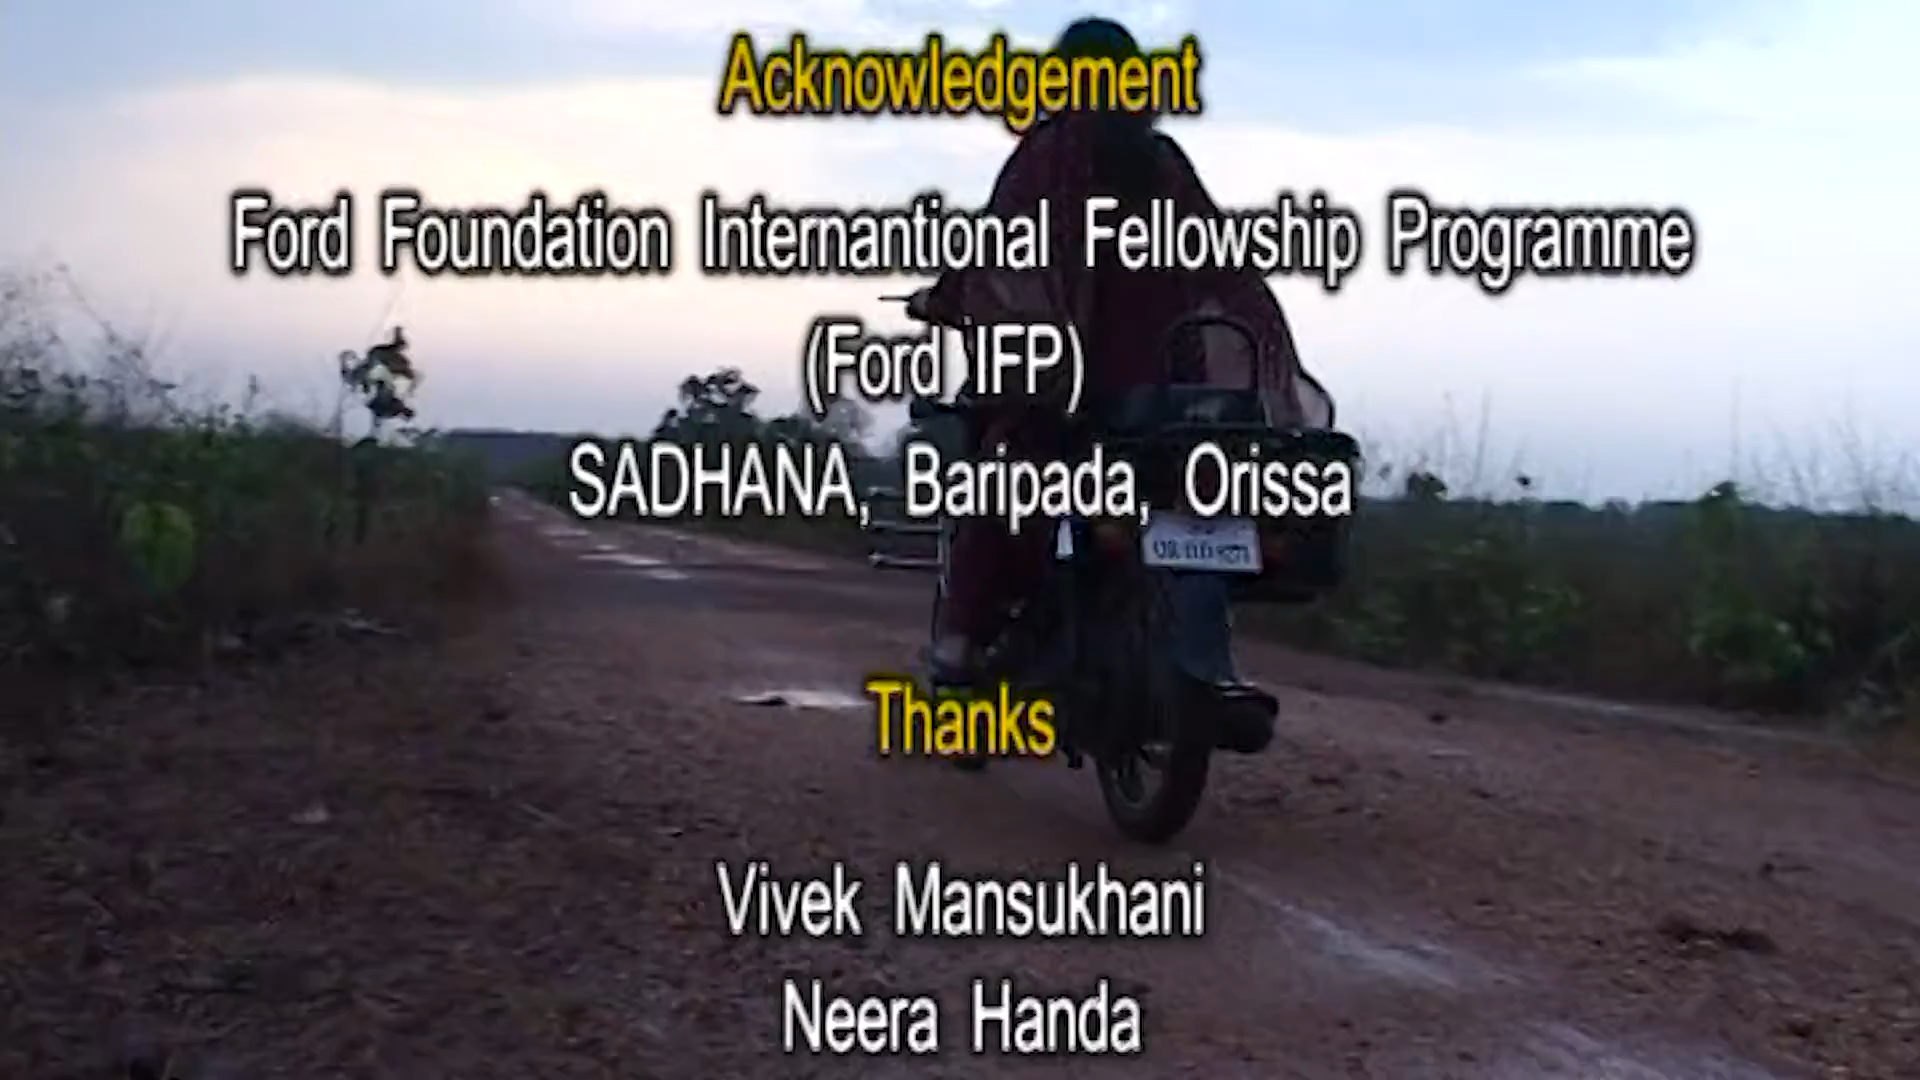 Acknowledgement
Ford Foundation Internantional Fellowship Programme
(Ford IFP)
SADHANA, Baripada, Orissa
Thanks
Vivek Mansukhani
Neera Handa